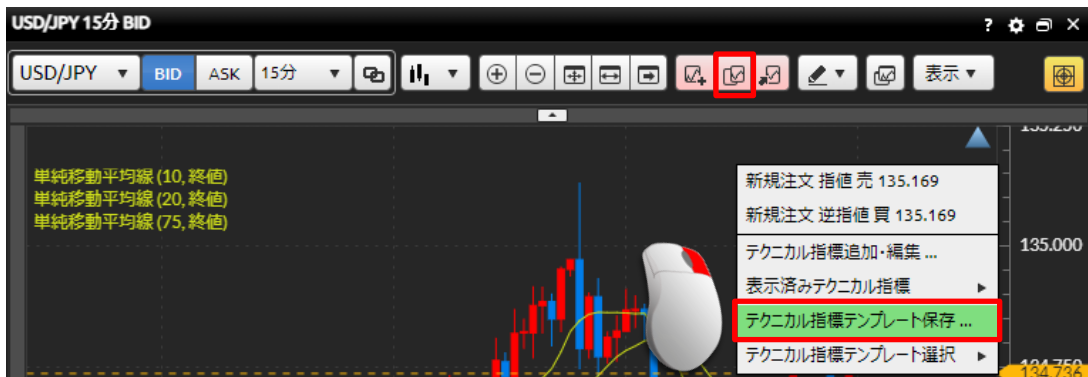 USD/JPY 15分 BID
?
USD/JPY BID ASK 15分 表示
単純移動平均線 (10, 終値)
単純移動平均線 (20, 終値)
単純移動平均線 (75, 終値)
新規注文 指値 売 135.169
新規注文 逆指値 買 135.169
テクニカル指標追加・編集 ...
表示済みテクニカル指標
テクニカル指標テンプレート保存 ...
テクニカル指標テンプレート選択
135.250
135.000
134.750
134.736